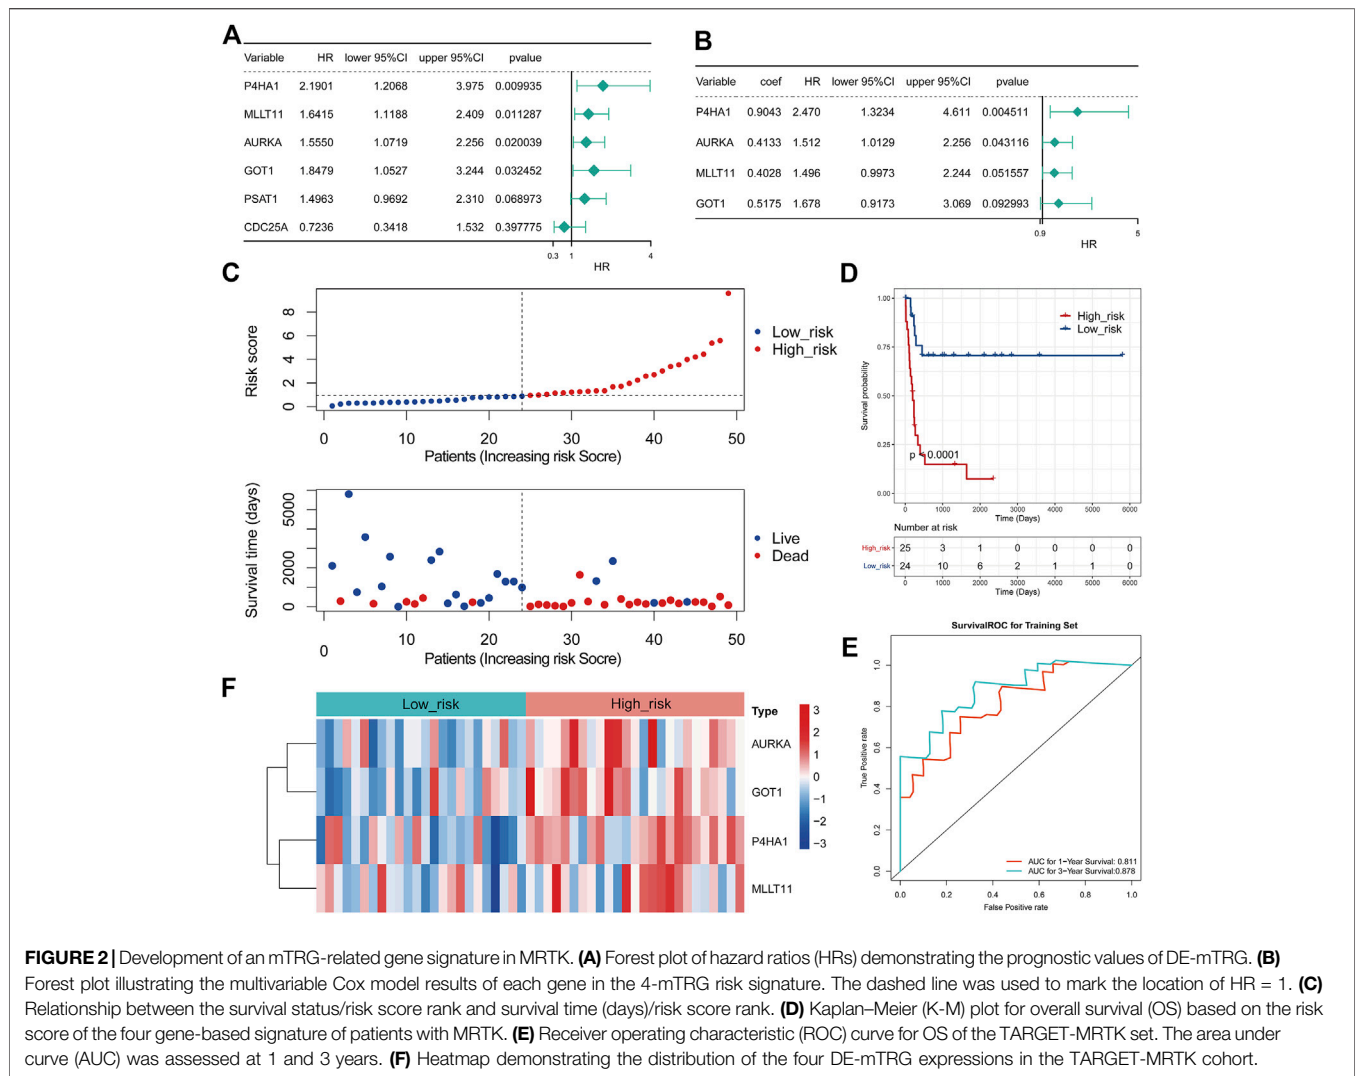 A
Variable HR lower 95%CI upper 95%CI pvalue
P4HA1 2.1901 1.2068 3.975 0.009935
MLLT11 1.6415 1.1188 2.409 0.011287
AURKA 1.5550 1.0719 2.256 0.020039
GOT1 1.8479 1.0527 3.244 0.032452
PSAT1 1.4963 0.9692 2.310 0.068973
CDC25A 0.7236 0.3418 1.532 0.397775
0.3 1 4
HR
B
Variable coef HR lower 95%CI upper 95%CI pvalue
P4HA1 0.9043 2.470 1.3234 4.611 0.004511
AURKA 0.4133 1.512 1.0129 2.256 0.043116
MLLT11 0.4028 1.496 0.9973 2.244 0.051557
GOT1 0.5175 1.678 0.9173 3.069 0.092993
0.9 5
HR
C
Risk score
8
6
4
2
0
0 10 20 30 40 50
Patients (Increasing risk Socre)
Low_risk
High_risk
Survival time (days)
5000
2000
0
0 10 20 30 40 50
Patients (Increasing risk Socre)
Live
Dead
D
Survival probability
1.00
0.75
0.50
0.25
0.00
High_risk
Low_risk
p < 0.0001
0 1000 2000 3000 4000 5000 6000
Time (Days)
Number at risk
High_risk 25 3 1 0 0 0 0
Low_risk 24 10 6 2 1 1 0
0 1000 2000 3000 4000 5000 6000
Time (Days)
E
SurvivalROC for Training Set
True Positive rate
1.0
0.8
0.6
0.4
0.2
0.0
AUC for 1-Year Survival: 0.811
AUC for 3-Year Survival:0.878
0.0 0.2 0.4 0.6 0.8 1.0
False Positive rate
F
Low_risk High_risk
Type
AURKA
GOT1
P4HA1
MLLT11
3
2
1
0
−1
−2
−3
FIGURE 2 | Development of an mTRG-related gene signature in MRTK. (A) Forest plot of hazard ratios (HRs) demonstrating the prognostic values of DE-mTRG. (B)
Forest plot illustrating the multivariable Cox model results of each gene in the 4-mTRG risk signature. The dashed line was used to mark the location of HR = 1. (C)
Relationship between the survival status/risk score rank and survival time (days)/risk score rank. (D) Kaplan–Meier (K-M) plot for overall survival (OS) based on the risk
score of the four gene-based signature of patients with MRTK. (E) Receiver operating characteristic (ROC) curve for OS of the TARGET-MRTK set. The area under
curve (AUC) was assessed at 1 and 3 years. (F) Heatmap demonstrating the distribution of the four DE-mTRG expressions in the TARGET-MRTK cohort.